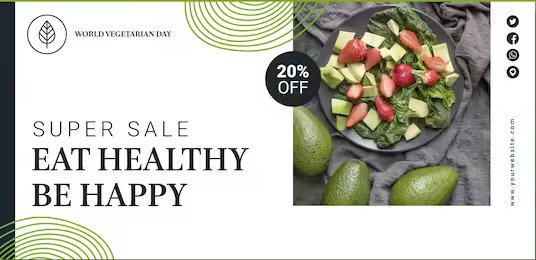 WORLD VEGETARIAN DAY
20%
OFF
SUPER SALE
EAT HEALTHY
BE HAPPY
www.yourwebsite.com